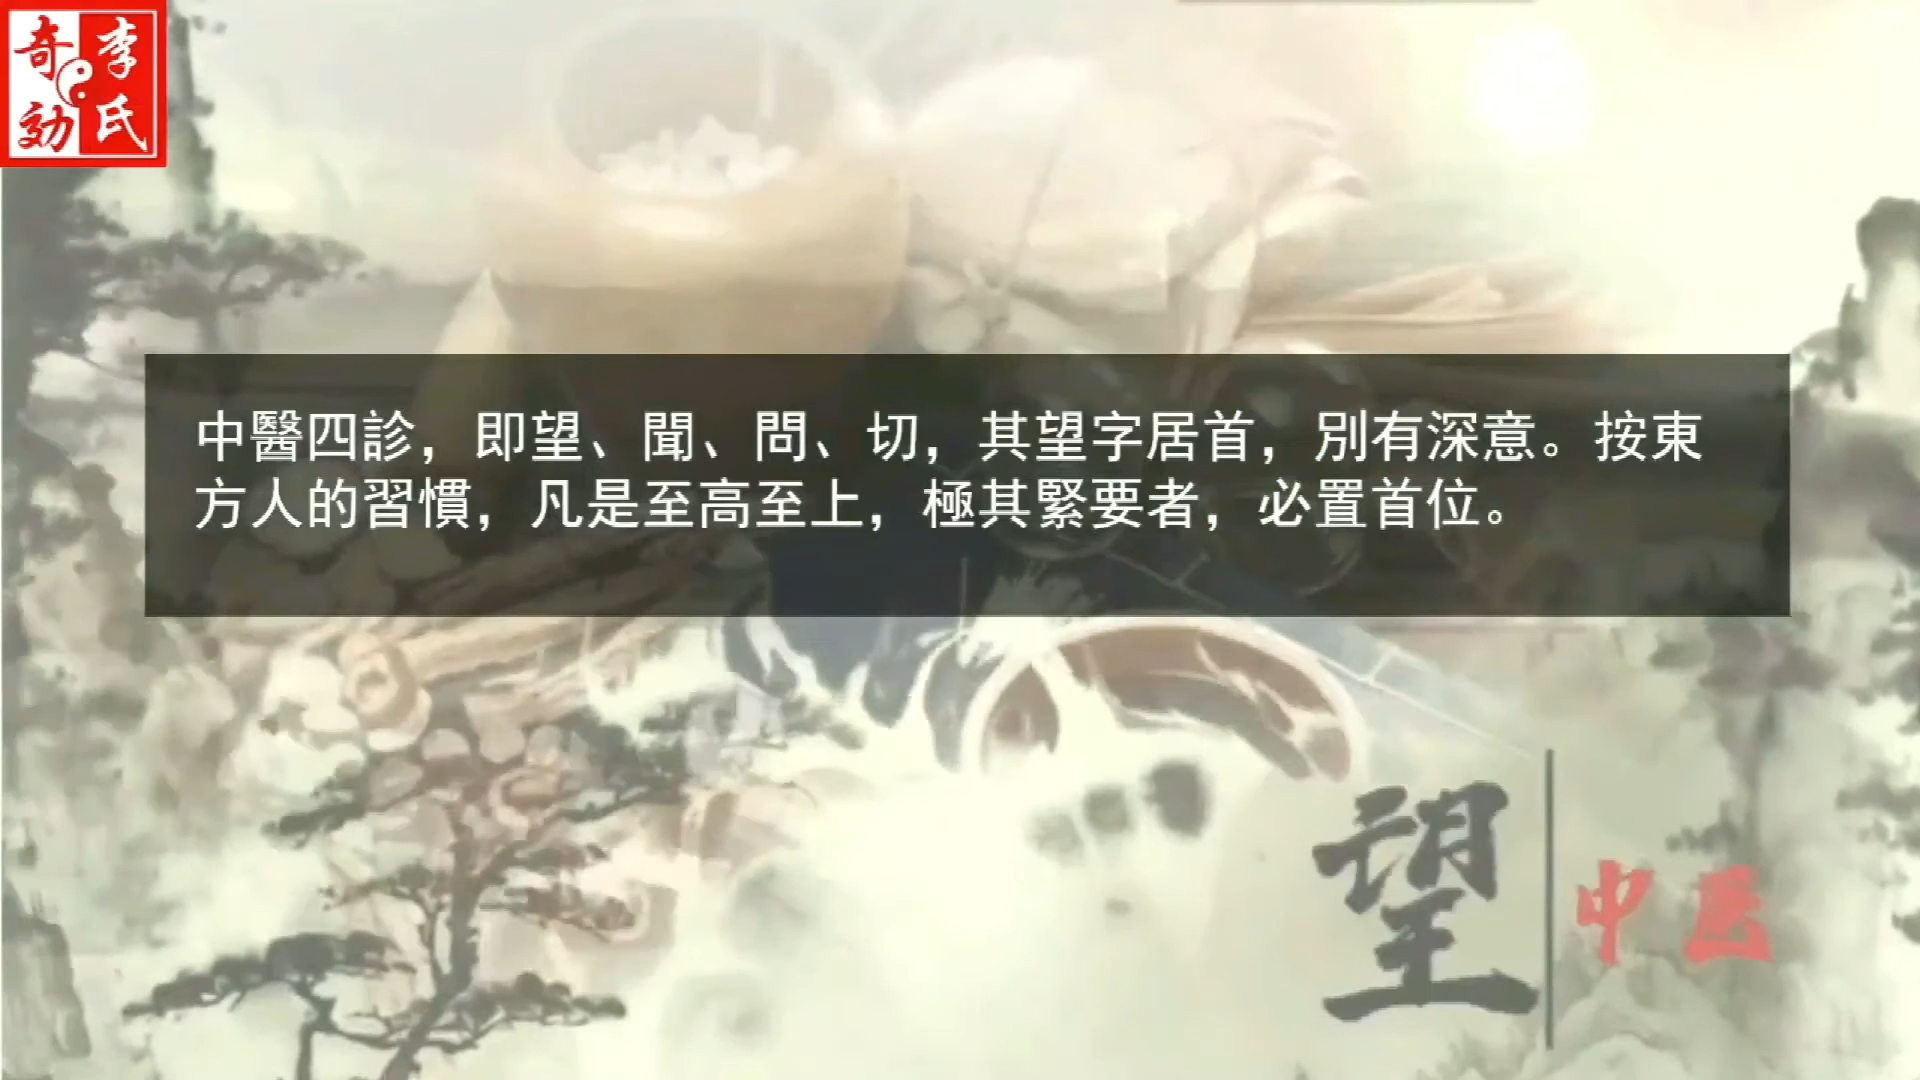 李氏
奇効
中醫四診，即望、聞、問、切，其望字居首，別有深意。按東
方人的習慣，凡是至高至上，極其緊要者，必置首位。
望
中医